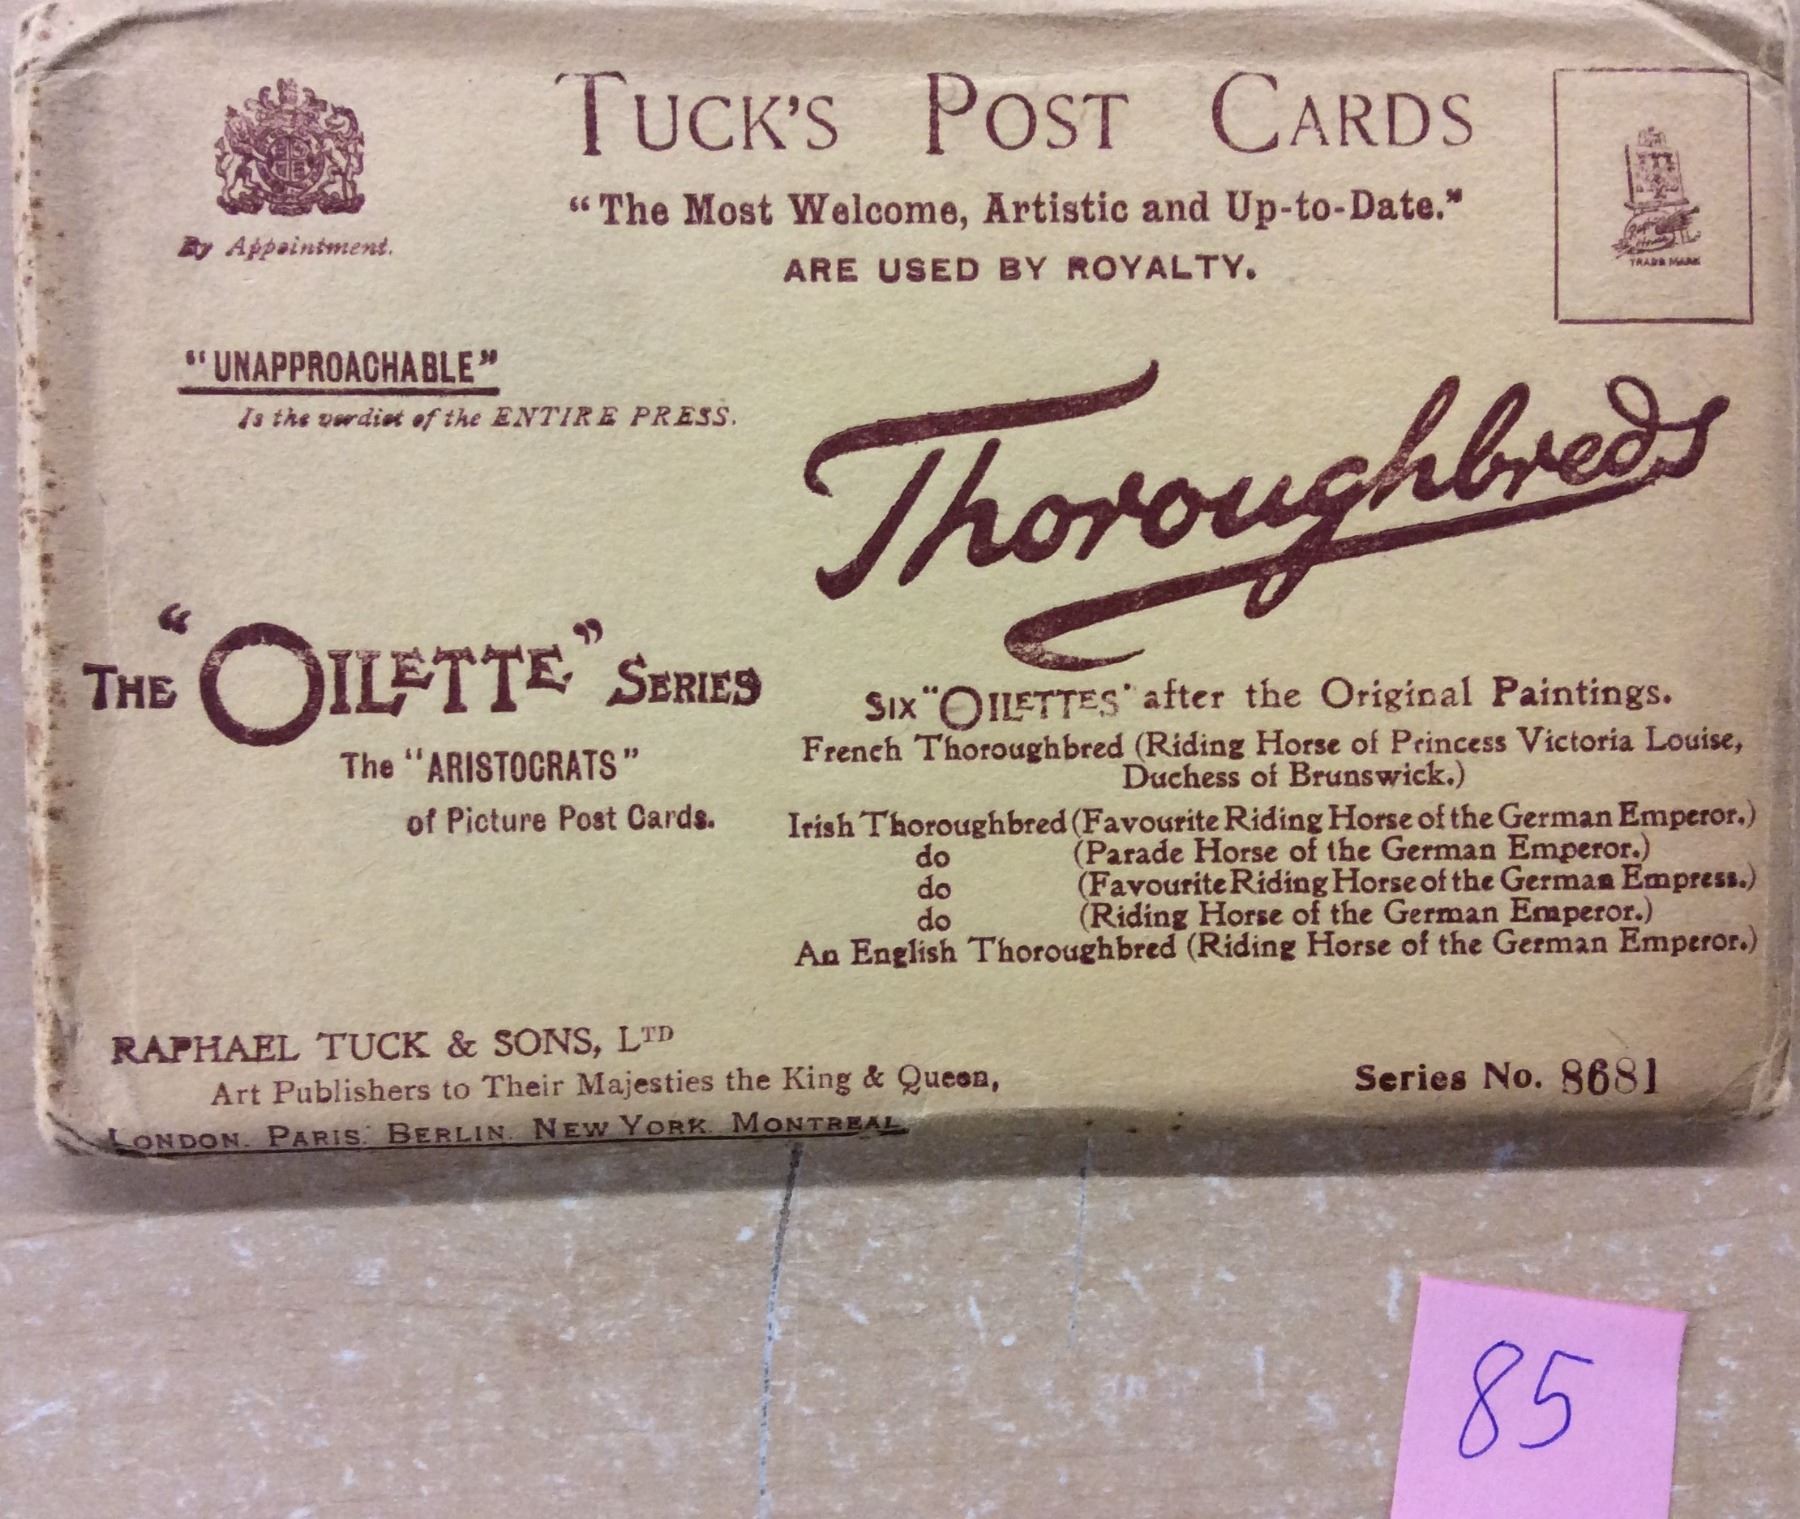 TUCK'S POST CARDS
"The Most Welcome, Artistic and Up-to-Date."
ARE USED BY ROYALTY.
By Appointment.
TRADE MARK
"UNAPPROACHABLE"
Is the verdict of the ENTIRE PRESS.
Thoroughbreds
THE "OILETTE" SERIES
The "ARISTOCRATS"
of Picture Post Cards.
SIX "OILETTES" after the Original Paintings.
French Thoroughbred (Riding Horse of Princess Victoria Louise,
Duchess of Brunswick.)
Irish Thoroughbred (Favourite Riding Horse of the German Emperor.)
do (Parade Horse of the German Emperor.)
do (Favourite Riding Horse of the German Empress.)
do (Riding Horse of the German Emperor.)
An English Thoroughbred (Riding Horse of the German Emperor.)
RAPHAEL TUCK & SONS, LTD
Art Publishers to Their Majesties the King & Queen,
LONDON. PARIS. BERLIN. NEW YORK. MONTREAL.
Series No. 8681
85